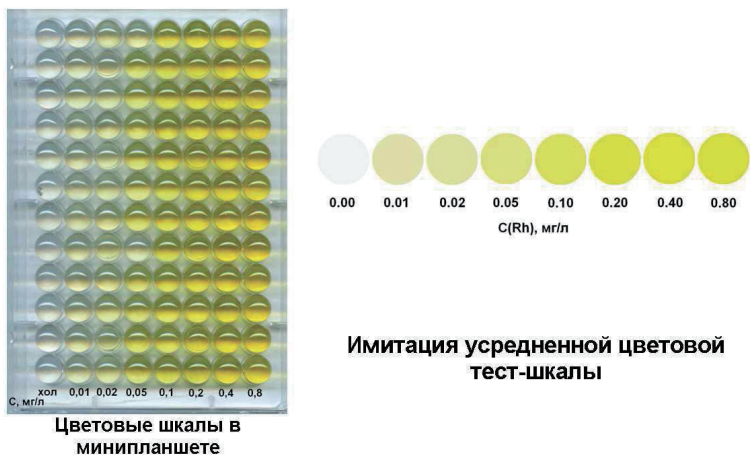 хол 0,01 0,02 0,05 0,1 0,2 0,4 0,8
С, мг/л
Цветовые шкалы в
минипланшете
0.00 0.01 0.02 0.05 0.10 0.20 0.40 0.80
C(Rh), мг/л
Имитация усредненной цветовой
тест-шкалы